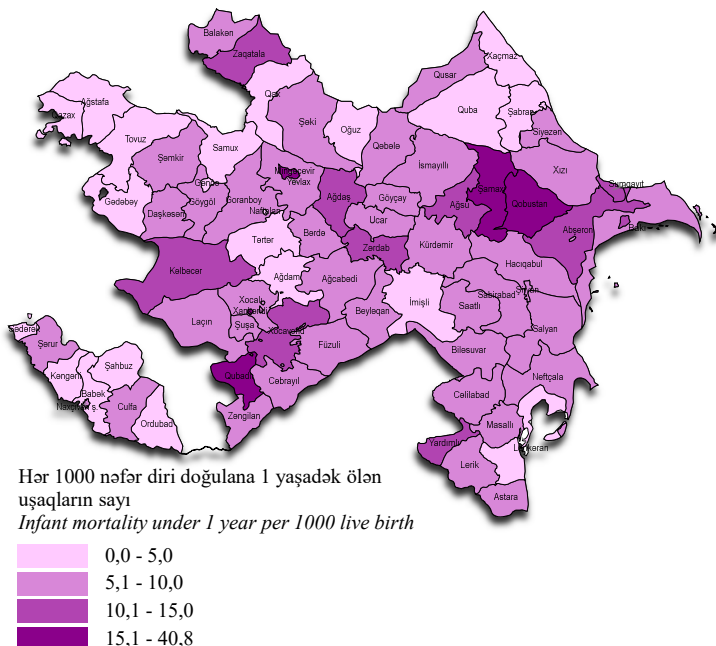 Balakən
Zaqatala
Xaçmaz
Qusar
Qax
Ağstafa
Qazax
Quba
Şabran
Şəki
Oğuz
Siyəzən
Tovuz
Samux
Qəbələ
Şəmkir
İsmayıllı
Xızı
Mingəçevir
Yevlax
Gəncə
Sumqayıt
Şamaxı
Gədəbəy
Goranboy
Ağdaş
Göyçay
Göygöl
Ağsu
Qobustan
Naftalan
Daşkəsən
Ucar
Bakı
Abşeron
Bərdə
Tərtər
Zərdab
Kürdəmir
Hacıqabul
Kəlbəcər
Ağdam
Ağcabədi
Şirvan
Sabirabad
Xocalı
İmişli
Saatlı
Xankəndi
Beyləqan
Laçın
Şuşa
Xocavənd
Salyan
Sədərək
Füzuli
Şərur
Biləsuvar
Şahbuz
Kəngərli
Qubadlı
Neftçala
Cəbrayıl
Babək
Cəlilabad
Naxçıvan ş.
Culfa
Zəngilan
Ordubad
Masallı
Yardımlı
Lənkəran
Lerik
Astara
Hər 1000 nəfər diri doğulana 1 yaşadək ölən
uşaqların sayı
Infant mortality under 1 year per 1000 live birth
0,0 - 5,0
5,1 - 10,0
10,1 - 15,0
15,1 - 40,8